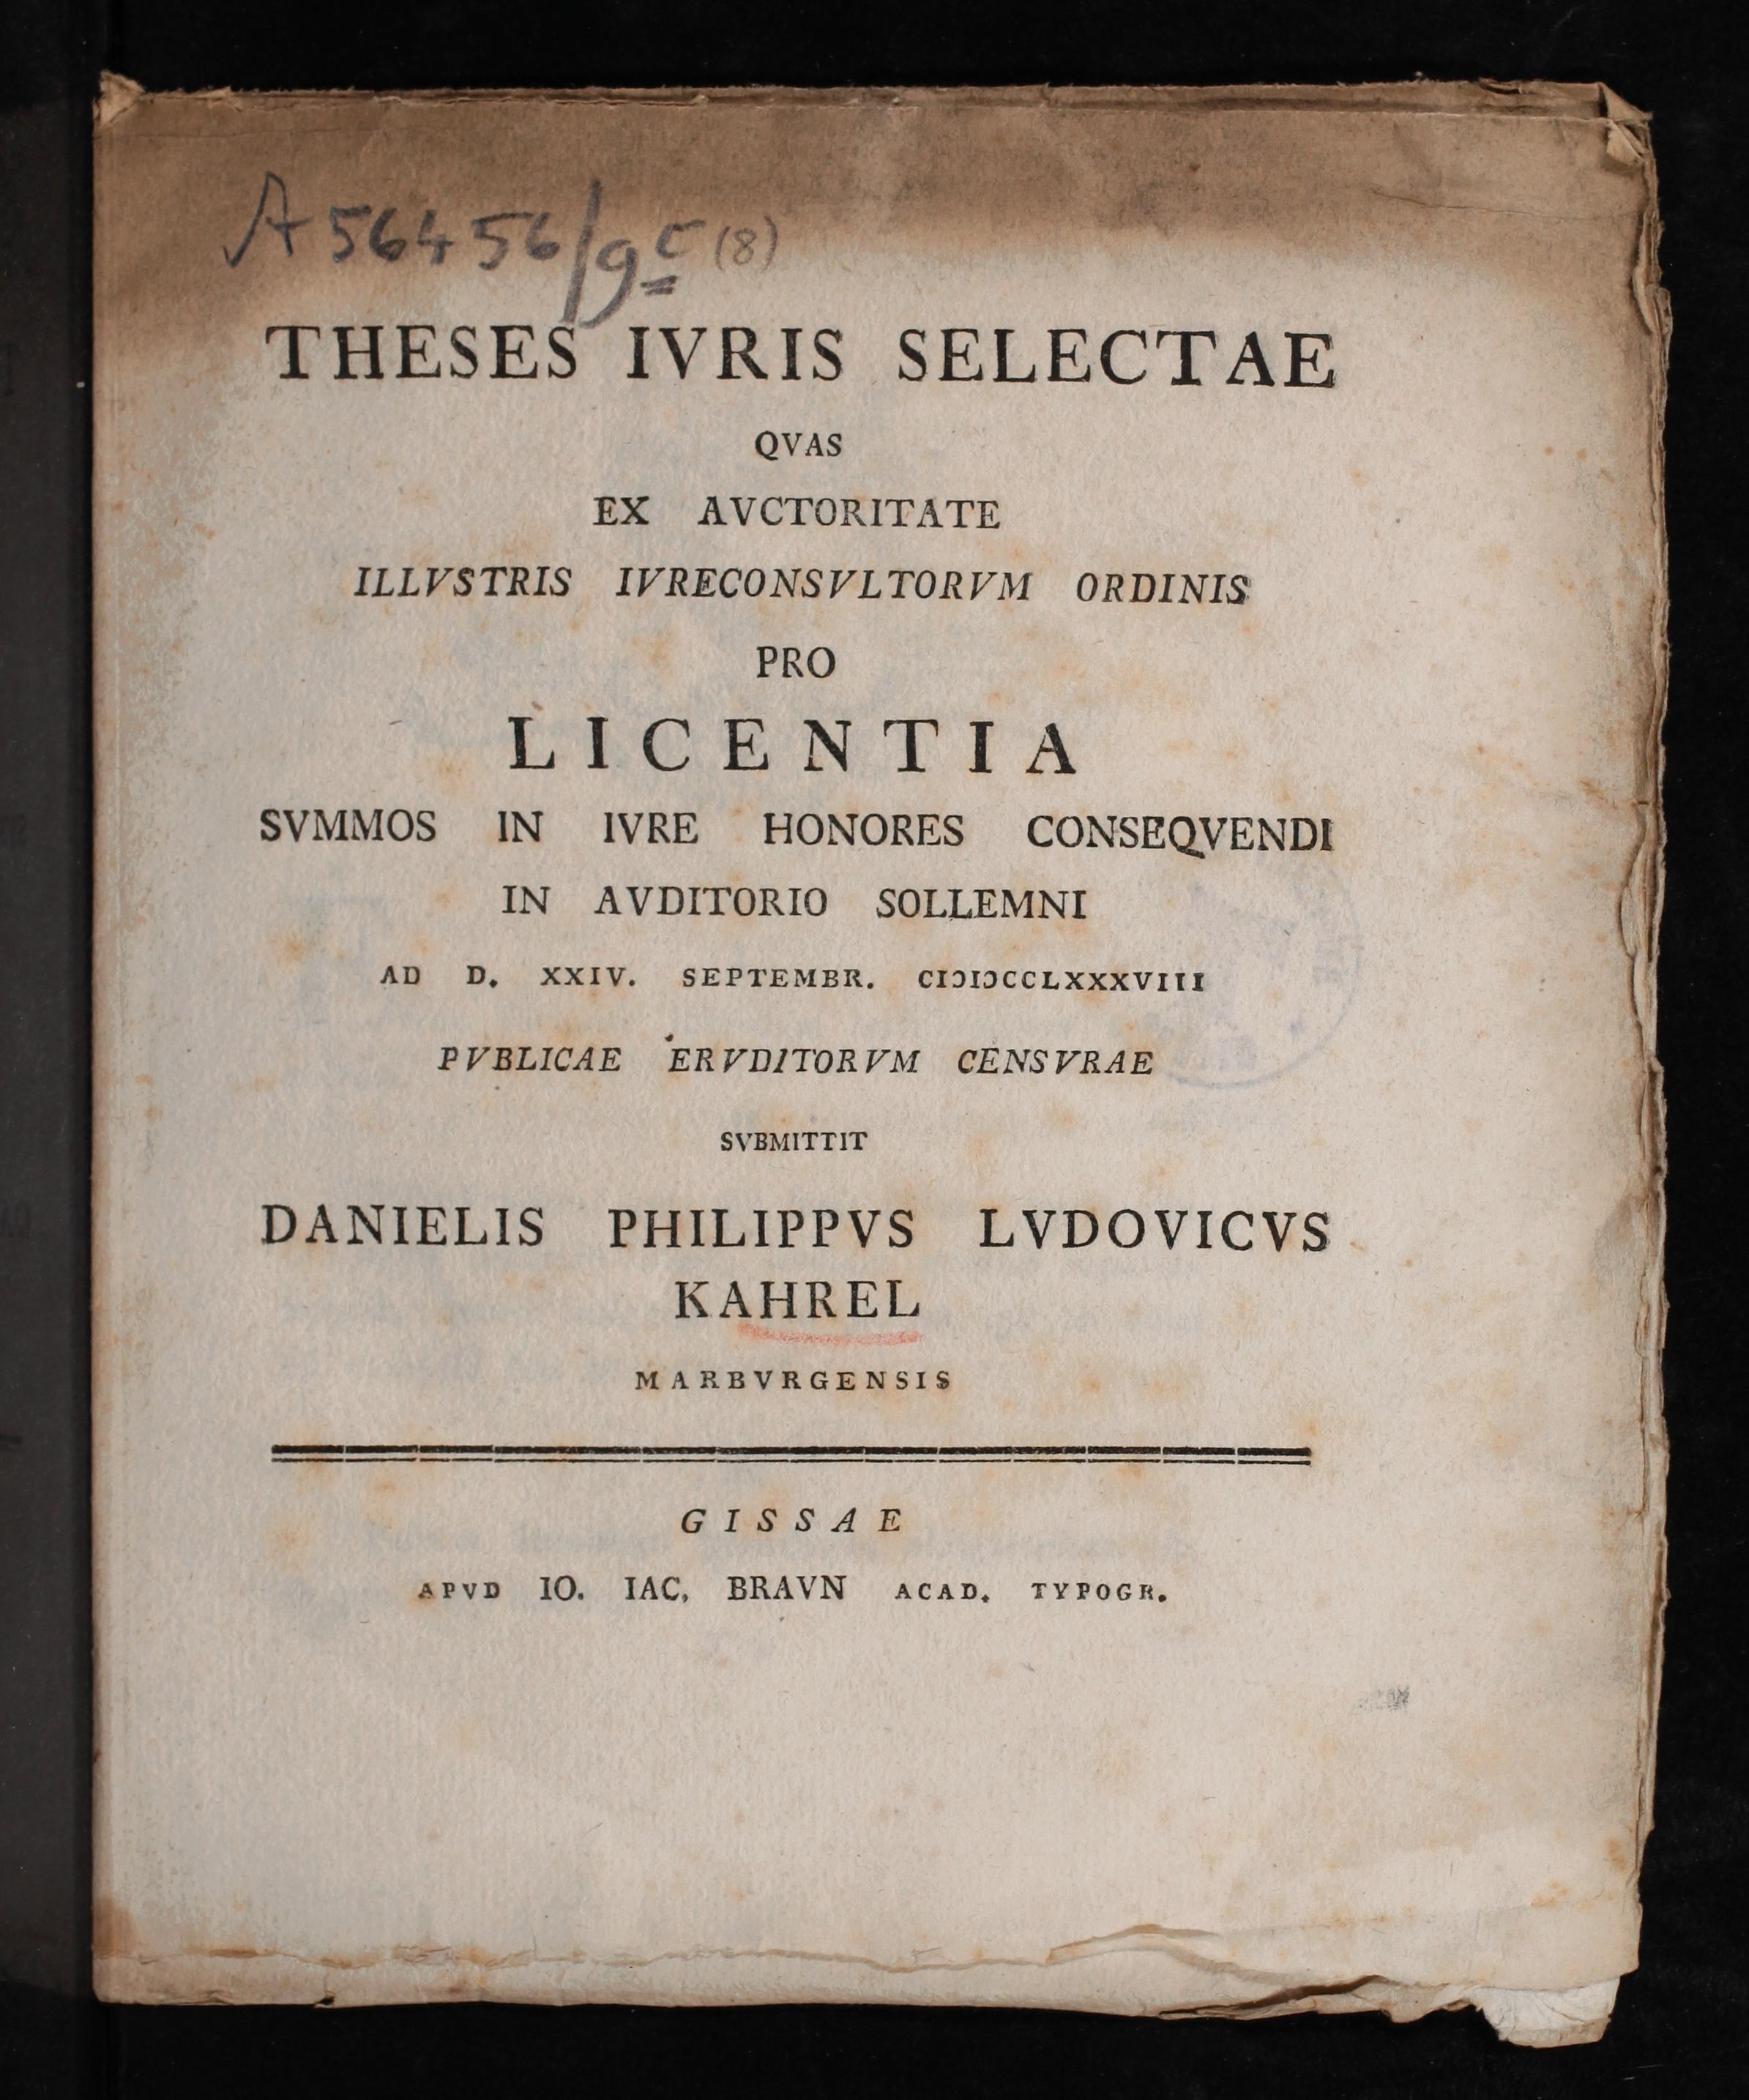 A 56456/9 (8)
THESES IVRIS SELECTAE
QVAS
EX AVCTORITATE
ILLVSTRIS IVRECONSVLTORVM ORDINIS
PRO
LICENTIA
SVMMOS IN IVRE HONORES CONSEQVENDI
IN AVDITORIO SOLLEMNI
AD D. XXIV. SEPTEMBR. CIↃIↃCCLXXXVIII
PVBLICAE ERVDITORVM CENSVRAE
SVBMITTIT
DANIELIS PHILIPPVS LVDOVICVS
KAHREL
MARBVRGENSIS
GISSAE
APVD IO. IAC. BRAVN ACAD. TYPOGR.